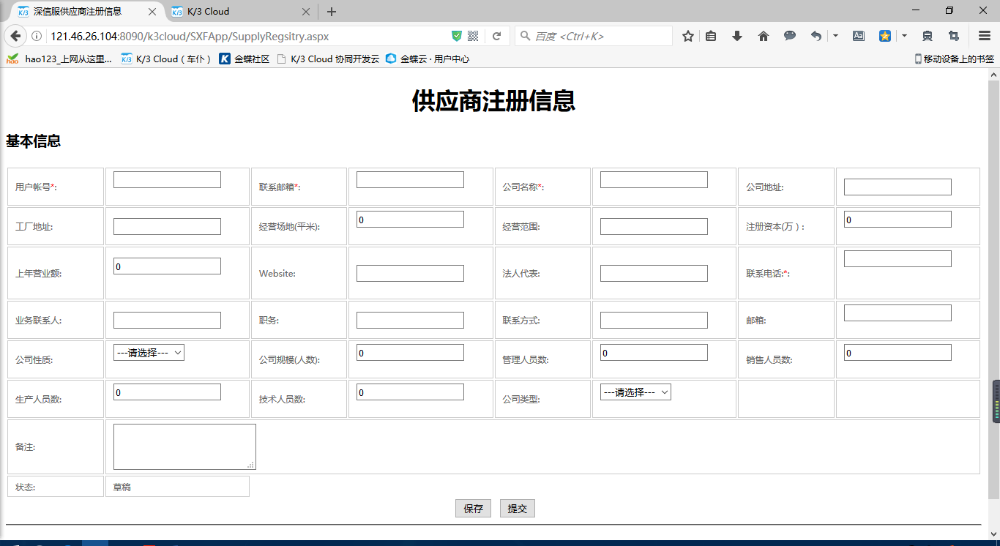 深信服供应商注册信息 K/3 Cloud
121.46.26.104:8090/k3cloud/SXFApp/SupplyRegsitry.aspx 百度 <Ctrl+K>
hao123_上网从这里... K/3 Cloud ( 车仆 ) 金蝶社区 K/3 Cloud 协同开发云 金蝶云 · 用户中心 移动设备上的书签
供应商注册信息
基本信息
用户帐号*: 联系邮箱*: 公司名称*: 公司地址:
工厂地址: 经营场地(平米): 0 经营范围: 注册资本(万 ) : 0
上年营业额: 0 Website: 法人代表: 联系电话:*:
业务联系人: 职务: 联系方式: 邮箱:
公司性质: ---请选择--- 公司规模(人数): 0 管理人员数: 0 销售人员数: 0
生产人员数: 0 技术人员数: 0 公司类型: ---请选择---
备注:
状态: 草稿
保存 提交